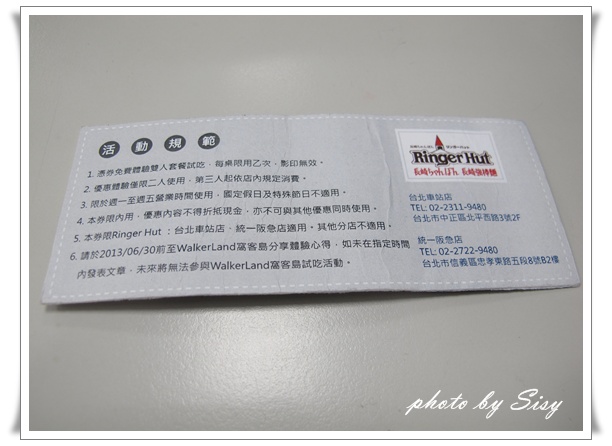 活動規範
1. 憑券免費體驗雙人套餐試吃，每桌限用乙次，影印無效。
2. 優惠體驗僅限二人使用，第三人起依店內規定消費。
3. 限於週一至週五營業時間使用，國定假日及特殊節日不適用。
4. 本券限內用，優惠內容不得折抵現金，亦不可與其他優惠同時使用。
5. 本券限Ringer Hut：台北車站店，統一阪急店適用。其他分店不適用。
6. 請於2013/06/30前至WalkerLand窩客島分享體驗心得，如未在指定時間
內發表文章，未來將無法參與WalkerLand窩客島試吃活動。
Ringer Hut
長崎ちゃんぽん 長崎強棒麵
台北車站店
TEL: 02-2311-9480
台北市中正區北平西路3號2F
統一阪急店
TEL: 02-2722-9480
台北市信義區忠孝東路五段8號B2樓
photo by Sisy